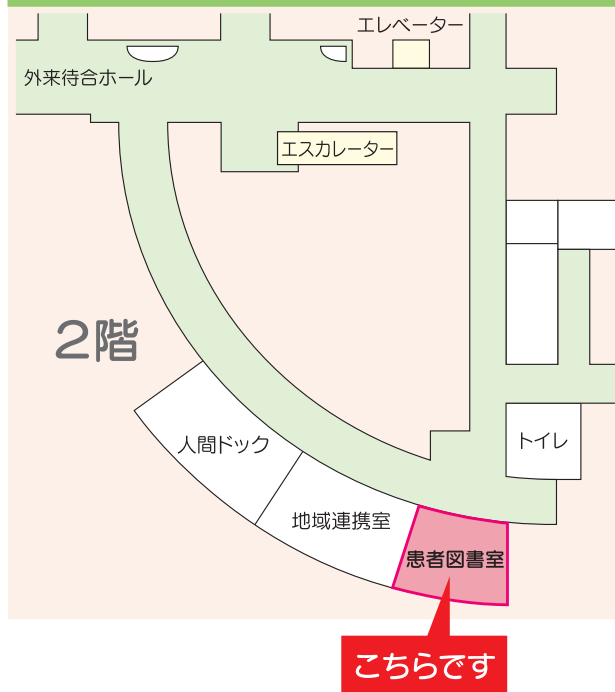 エレベーター
外来待合ホール
エスカレーター
2階
人間ドック
トイレ
地域連携室
患者図書室
こちらです